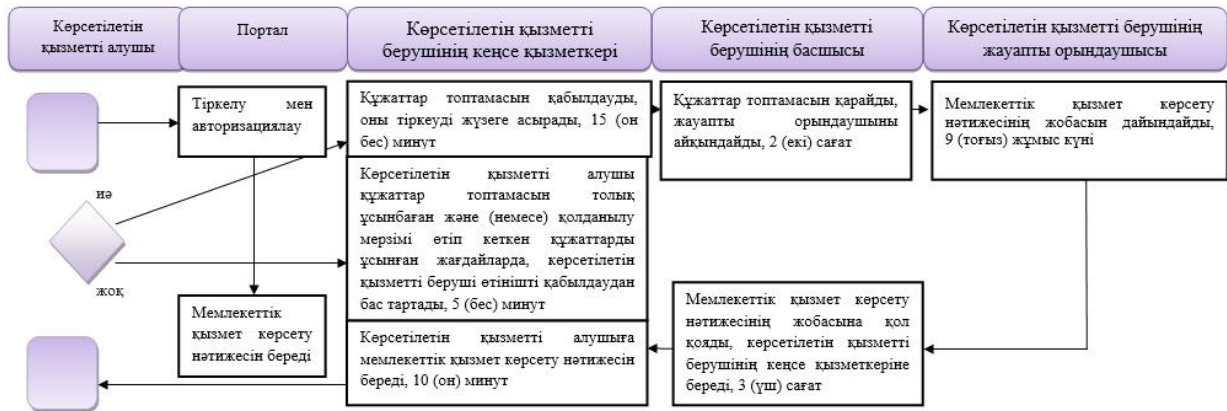 Көрсетілетін
қызметті алушы
Портал
Көрсетілетін қызметті
берушінің кеңсе қызметкері
Көрсетілетін қызметті
берушінің басшысы
Көрсетілетін қызметті берушінің
жауапты орындаушысы
Тіркелу мен
авторизациялау
Құжаттар топтамасын қабылдауды,
оны тіркеуді жүзеге асырады, 15 (он
бес) минут
Құжаттар топтамасын қарайды,
жауапты орындаушыны
айқындайды, 2 (екі) сағат
Мемлекеттік қызмет көрсету
нәтижесінің жобасын дайындайды,
9 (тоғыз) жұмыс күні
иә
жоқ
Көрсетілетін қызметті алушы
құжаттар топтамасын толық
ұсынбаған және (немесе) қолданылу
мерзімі өтіп кеткен құжаттарды
ұсынған жағдайларда, көрсетілетін
қызметті беруші өтінішті қабылдаудан
бас тартады, 5 (бес) минут
Мемлекеттік
қызмет көрсету
нәтижесін береді
Көрсетілетін қызметті алушыға
мемлекеттік қызмет көрсету нәтижесін
береді, 10 (он) минут
Мемлекеттік қызмет көрсету
нәтижесінің жобасына қол
қояды, көрсетілетін қызметті
берушінің кеңсе қызметкеріне
береді, 3 (үш) сағат